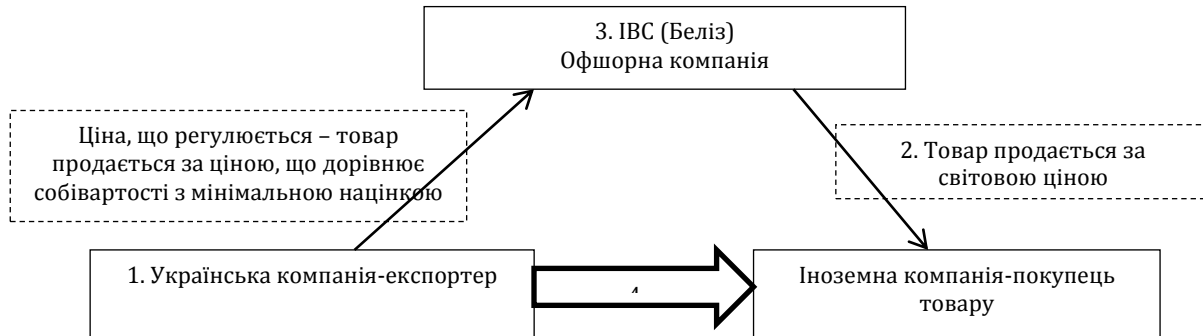 3. IBC (Беліз)
Офшорна компанія
Ціна, що регулюється – товар
продається за ціною, що дорівнює
собівартості з мінімальною націнкою
2. Товар продається за
світовою ціною
1. Українська компанія-експортер
Іноземна компанія-покупець
товару